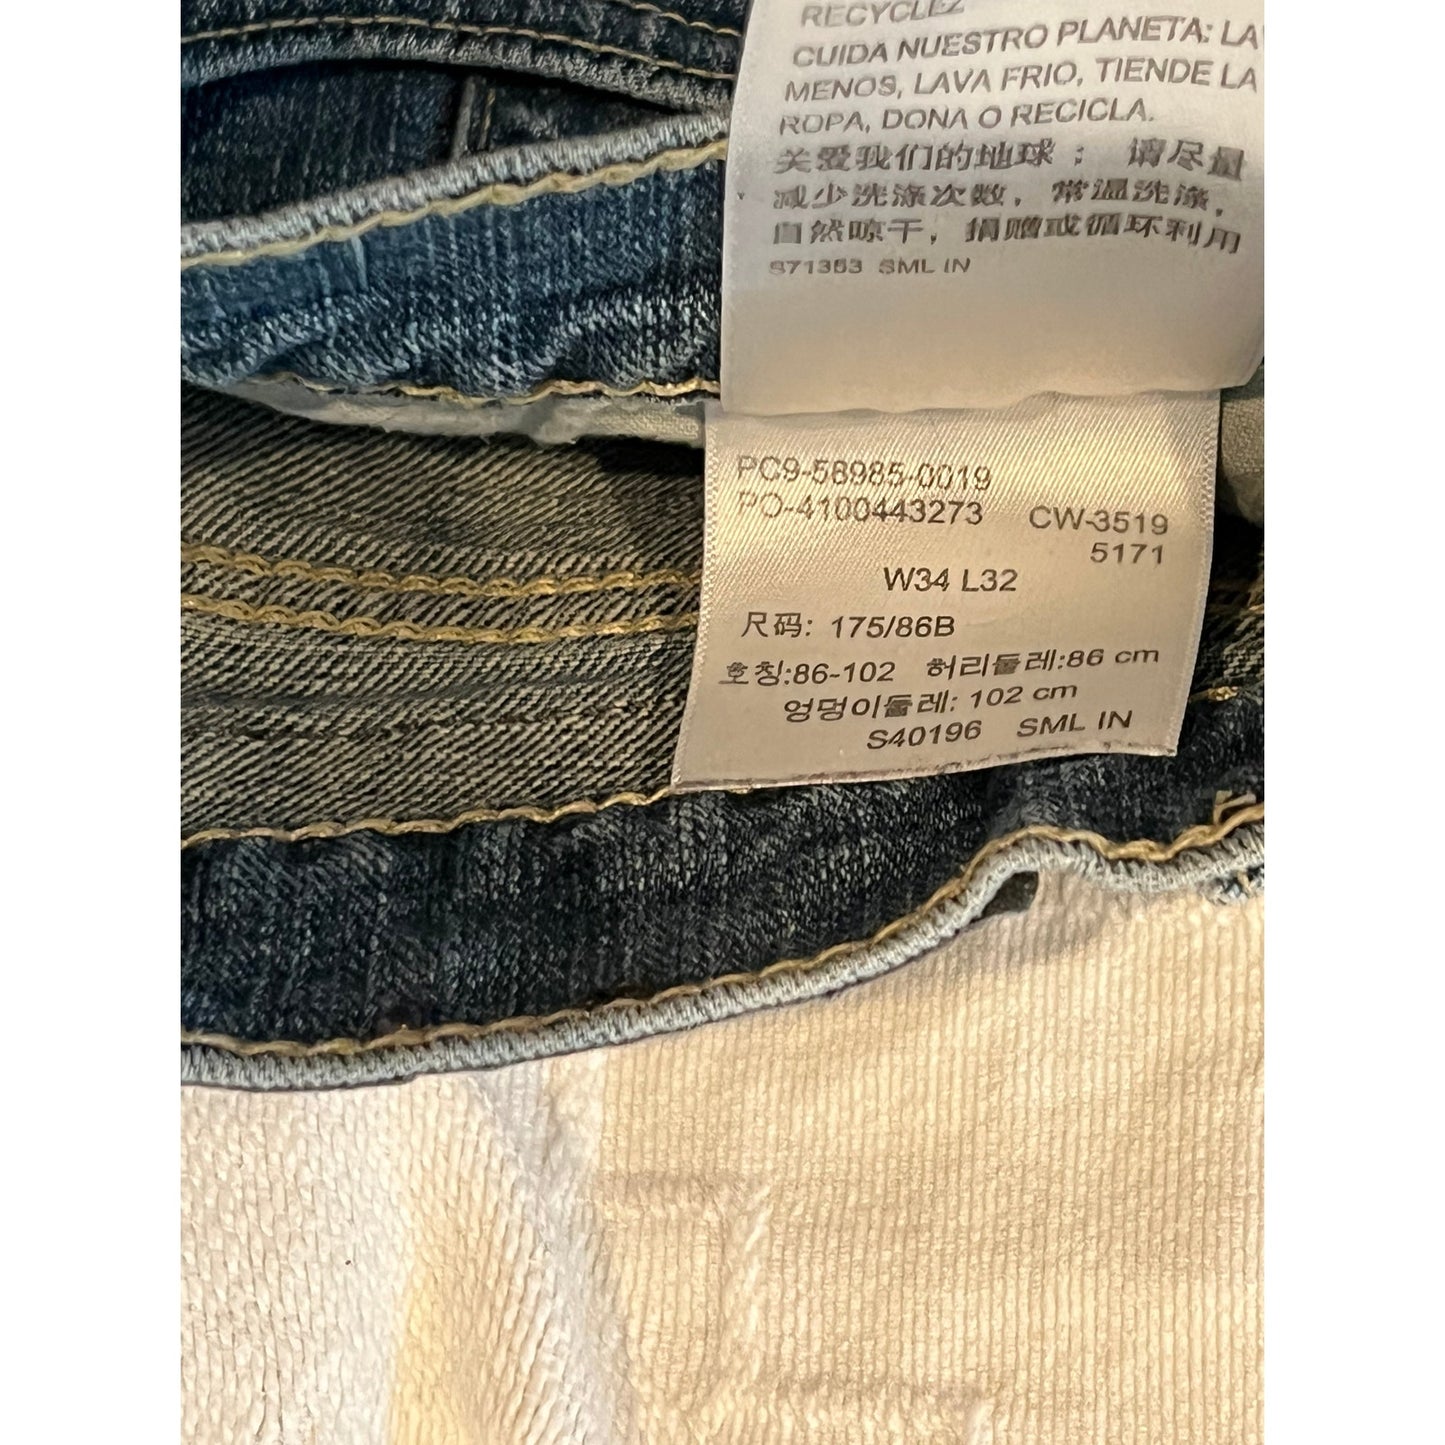 RECYCLEZ
CUIDA NUESTRO PLANETA: LA
MENOS, LAVA FRIO, TIENDE LA
ROPA, DONA O RECICLA.
关爱我们的地球； 请尽量
减少洗涤次数，常温洗涤，
自然晾干，捐赠或循环利用
S71353 SML IN
PC9-58985-0019
PO-4100443273 CW-3519
5171
W34 L32
尺码: 175/86B
호칭:86-102 허리둘레:86 cm
엉덩이둘레: 102 cm
S40196 SML IN